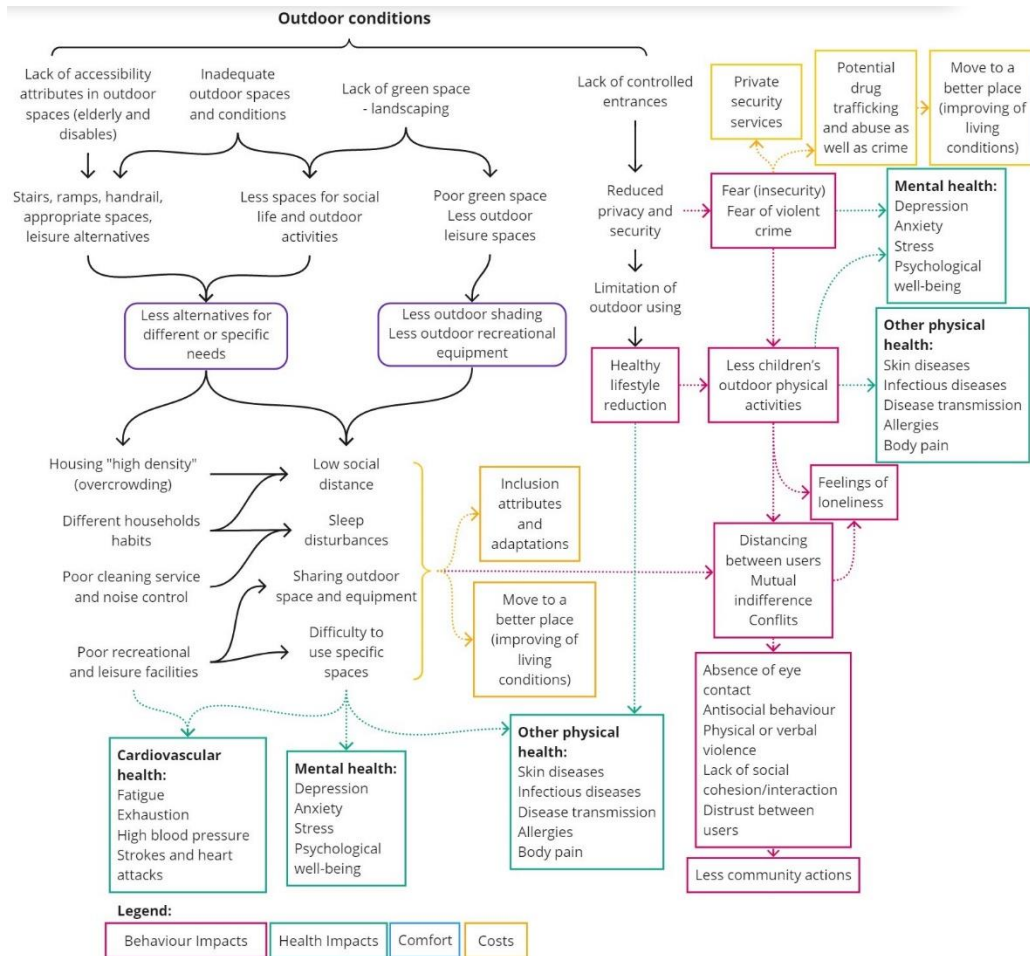 Outdoor conditions
Lack of accessibility
attributes in outdoor
spaces (elderly and
disables)
Inadequate
outdoor spaces
and conditions
Lack of green space
- landscaping
Lack of controlled
entrances
Private
security
services
Potential
drug
trafficking
and abuse as
well as crime
Move to a
better place
(improving of
living
conditions)
Stairs, ramps, handrail,
appropriate spaces,
leisure alternatives
Less spaces for social
life and outdoor
activities
Poor green space
Less outdoor
leisure spaces
Reduced
privacy and
security
Fear (insecurity)
Fear of violent
crime
Mental health:
Depression
Anxiety
Stress
Psychological
well-being
Limitation of
outdoor using
Less alternatives for
different or specific
needs
Less outdoor shading
Less outdoor recreational
equipment
Healthy
lifestyle
reduction
Less children's
outdoor physical
activities
Other physical
health:
Skin diseases
Infectious diseases
Disease transmission
Allergies
Body pain
Housing "high density"
(overcrowding)
Low social
distance
Different households
habits
Sleep
disturbances
Poor cleaning service
and noise control
Sharing outdoor
space and equipment
Poor recreational
and leisure facilities
Difficulty to
use specific
spaces
Inclusion
attributes
and
adaptations
Move to a
better place
(improving of
living
conditions)
Feelings of
loneliness
Distancing
between users
Mutual
indifference
Conflits
Absence of eye
contact
Antisocial behaviour
Physical or verbal
violence
Lack of social
cohesion/interaction
Distrust between
users
Less community actions
Cardiovascular
health:
Fatigue
Exhaustion
High blood pressure
Strokes and heart
attacks
Mental health:
Depression
Anxiety
Stress
Psychological
well-being
Other physical
health:
Skin diseases
Infectious diseases
Disease transmission
Allergies
Body pain
Legend:
Behaviour Impacts
Health Impacts
Comfort
Costs